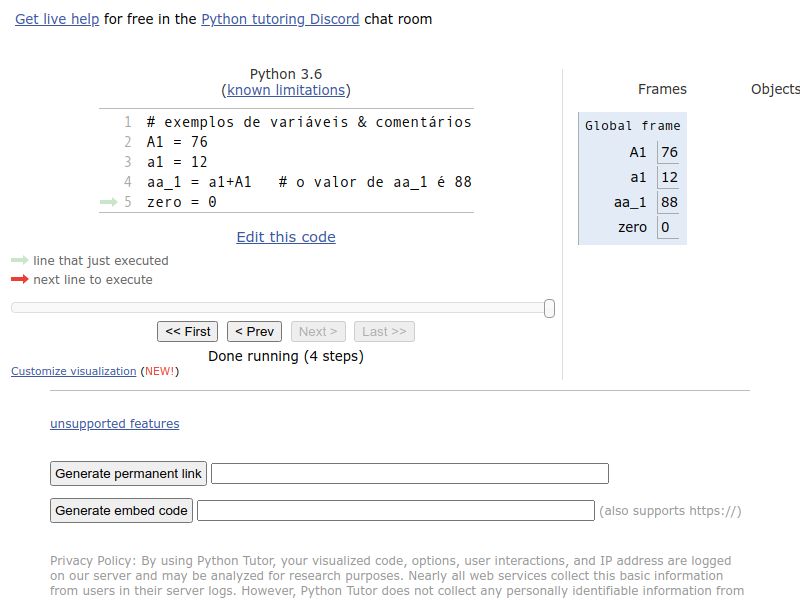 Get live help for free in the Python tutoring Discord chat room
Python 3.6
(known limitations)
1 # exemplos de variáveis & comentários
2 A1 = 76
3 a1 = 12
4 aa_1 = a1+A1   # o valor de aa_1 é 88
5 zero = 0
Edit this code
line that just executed
next line to execute
<< First < Prev Next > Last >>
Done running (4 steps)
Customize visualization (NEW!)
Frames Objects
Global frame
A1 76
a1 12
aa_1 88
zero 0
unsupported features
Generate permanent link
Generate embed code (also supports https://)
Privacy Policy: By using Python Tutor, your visualized code, options, user interactions, and IP address are logged
on our server and may be analyzed for research purposes. Nearly all web services collect this basic information
from users in their server logs. However, Python Tutor does not collect any personally identifiable information from